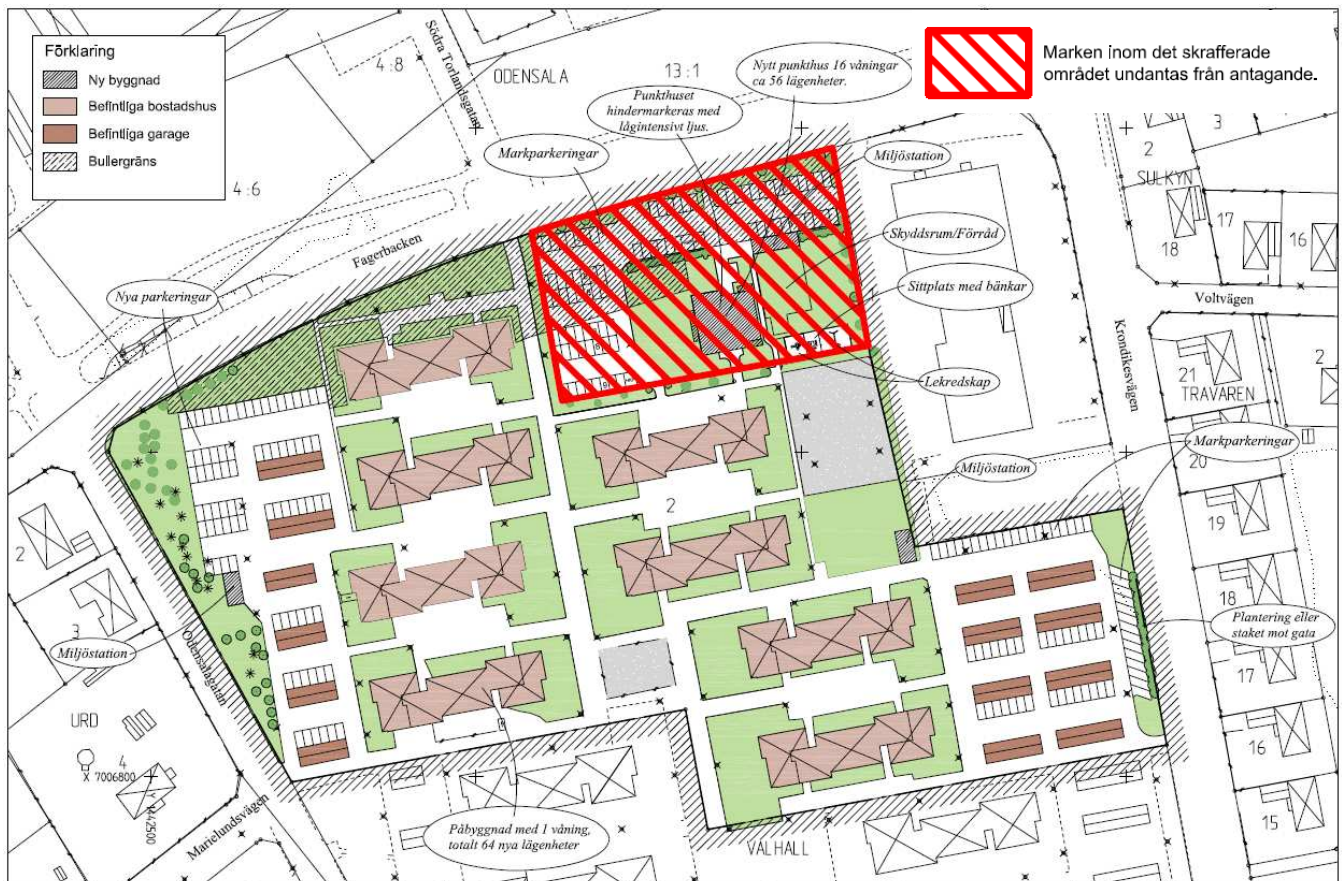 Förklaring
Ny byggnad
Befintliga bostadshus
Befintliga garage
Bullergräns
Marken inom det skrafferade
området undantas från antagande.
Södra Torlandsgatan
4:8
ODENSALA
13:1
Nytt punkthus 16 våningar
ca 56 lägenheter.
Punkthuset
hindermarkeras med
lågintensivt ljus.
Markparkeringar
Miljöstation
4:6
Fagerbacken
Nya parkeringar
Skyddsrum/Förråd
Sittplats med bänkar
Lekredskap
3
2
SULKYN
17
18
16
Voltvägen
Krondikesvägen
21
TRAVAREN
2
Markparkeringar
20
Miljöstation
19
2
2
3
18
Plantering eller
staket mot gata
Miljöstation
Odensalagatan
17
URD
4
X 7006800
Y 1442500
16
Marielundsvägen
15
Påbyggnad med 1 våning,
totalt 64 nya lägenheter
VALHALL